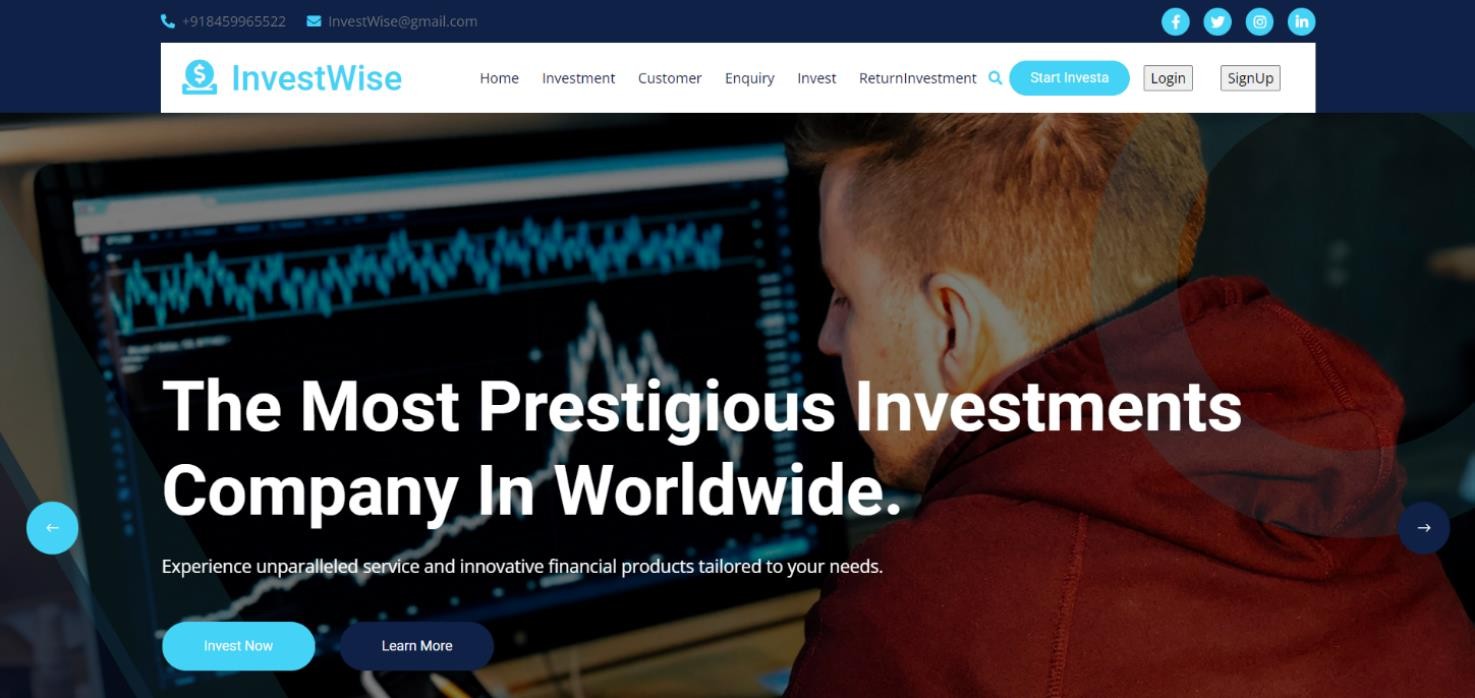 +918459965522 InvestWise@gmail.com
InvestWise Home Investment Customer Enquiry Invest ReturnInvestment Start Investa Login SignUp
The Most Prestigious Investments
Company In Worldwide.
Experience unparalleled service and innovative financial products tailored to your needs.
Invest Now Learn More